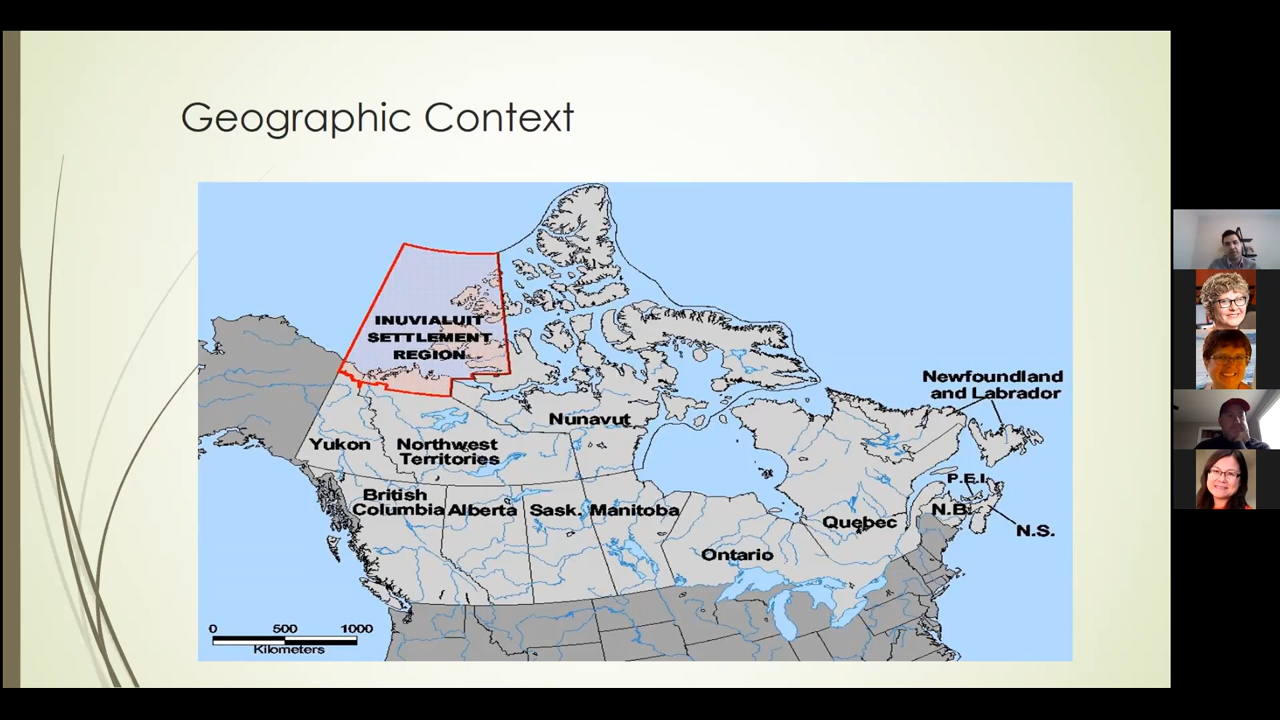 Geographic Context
INUVIALUIT
SETTLEMENT
REGION
Newfoundland
and Labrador
Nunavut
Yukon
Northwest
Territories
P.E.I.
British
Columbia
Alberta
Sask.
Manitoba
N.B.
Quebec
N.S.
Ontario
0 500 1000
Kilometers